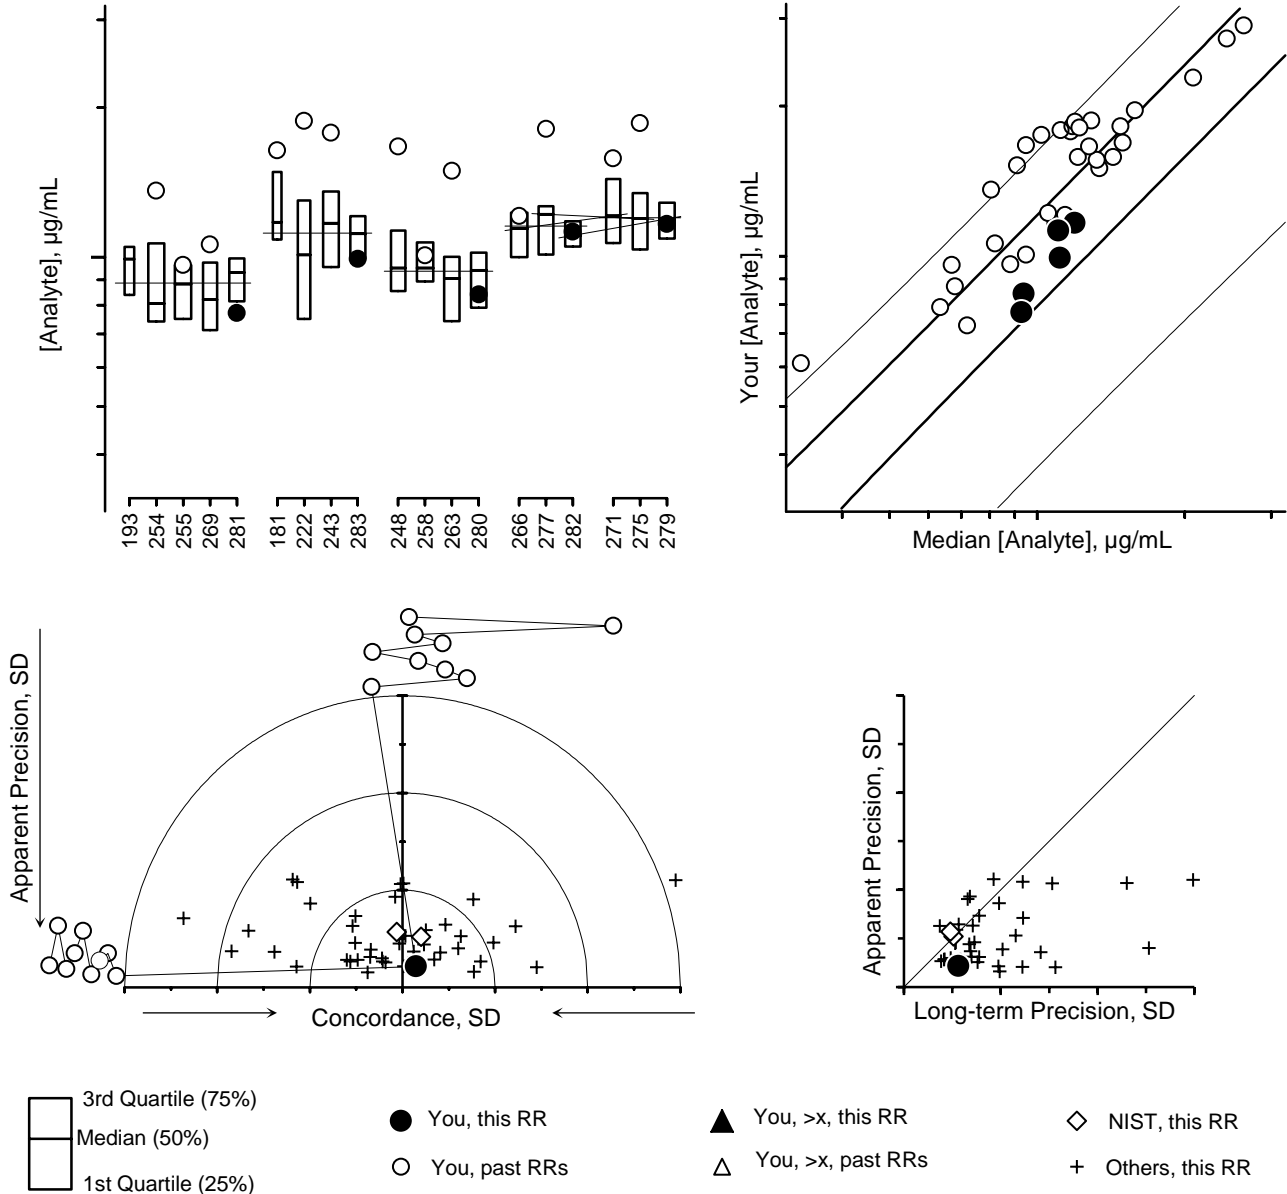 [Analyte], µg/mL
193 254 255 269 281 181 222 243 283 248 258 263 280 266 277 282 271 275 279
Your [Analyte], µg/mL
Median [Analyte], µg/mL
Apparent Precision, SD
Concordance, SD
Apparent Precision, SD
Long-term Precision, SD
3rd Quartile (75%)
Median (50%)
1st Quartile (25%)
You, this RR
You, past RRs
You, >x, this RR
You, >x, past RRs
NIST, this RR
Others, this RR